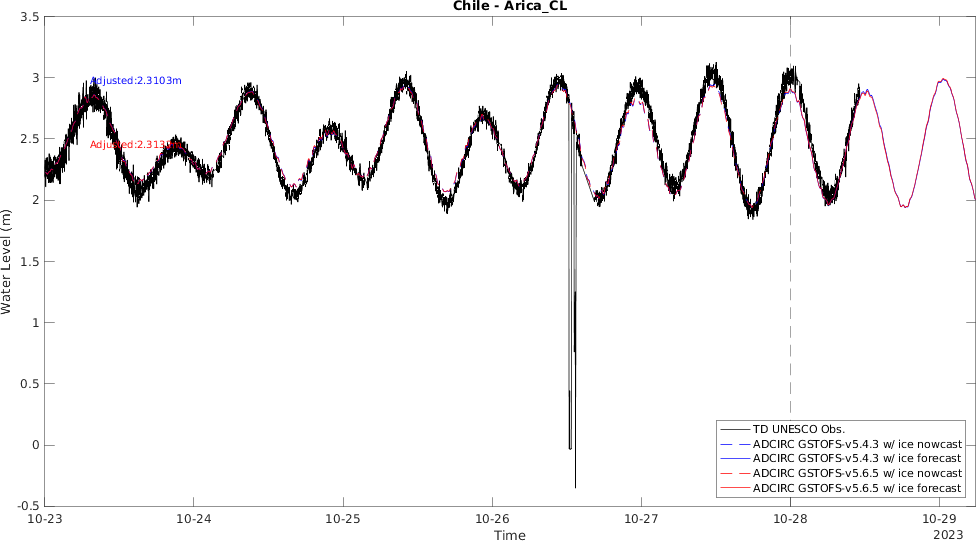 Chile - Arica_CL
3.5
3
2.5
2
1.5
1
0.5
0
-0.5
Water Level (m)
Adjusted:2.3103m
10-23
10-24
10-25
10-26
10-27
10-28
10-29
2023
Time
TD UNESCO Obs.
ADCIRC GSTOFS-v5.4.3 w/ ice nowcast
ADCIRC GSTOFS-v5.4.3 w/ ice forecast
ADCIRC GSTOFS-v5.6.5 w/ ice nowcast
ADCIRC GSTOFS-v5.6.5 w/ ice forecast